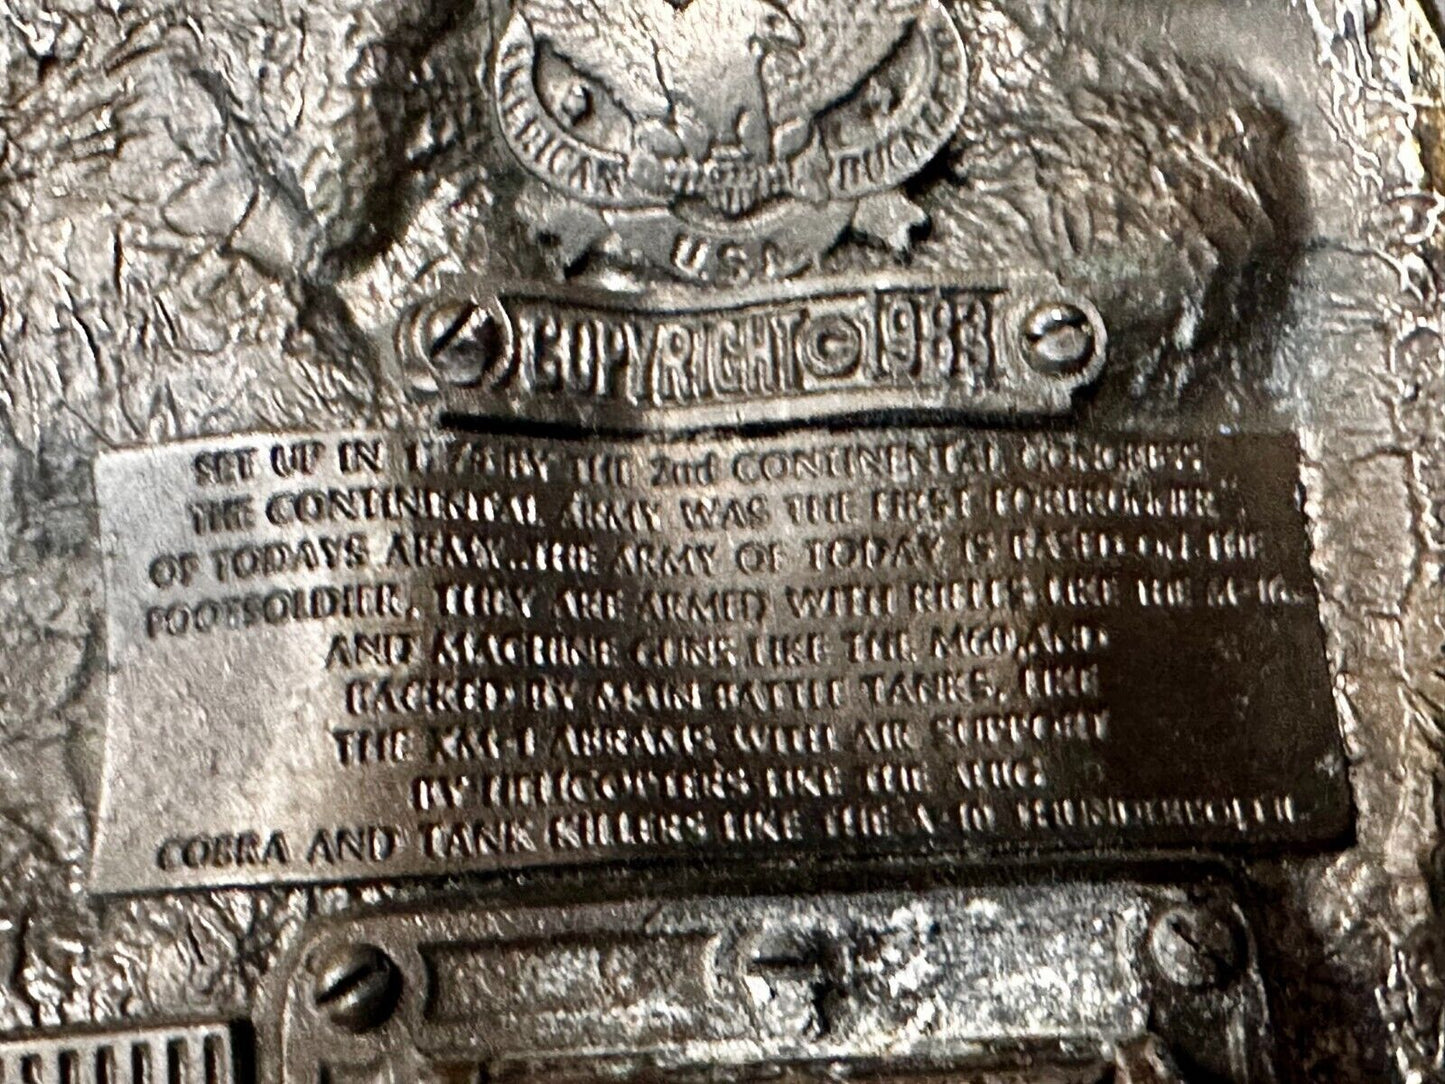 AMERICAN BUCKLE
USA
COPYRIGHT © 1983
SET UP IN BY THE 2nd CONTINENTAL CONGRESS
THE CONTINENTAL ARMY WAS THE FIRST FORERUNNER
OF TODAYS ARMY. THE ARMY OF TODAY IS BASED ON THE
FOOTSOLDIER. THEY ARE ARMED WITH RIFLES LIKE THE M-16
AND MACHINE GUNS LIKE THE M60, AND
BACKED BY MAIN BATTLE TANKS, LIKE
THE XM-1 ABRAMS WITH AIR SUPPORT
BY HELICOPTERS LIKE THE
COBRA AND TANK KILLERS LIKE THE A-10 THUNDERBOLT II.